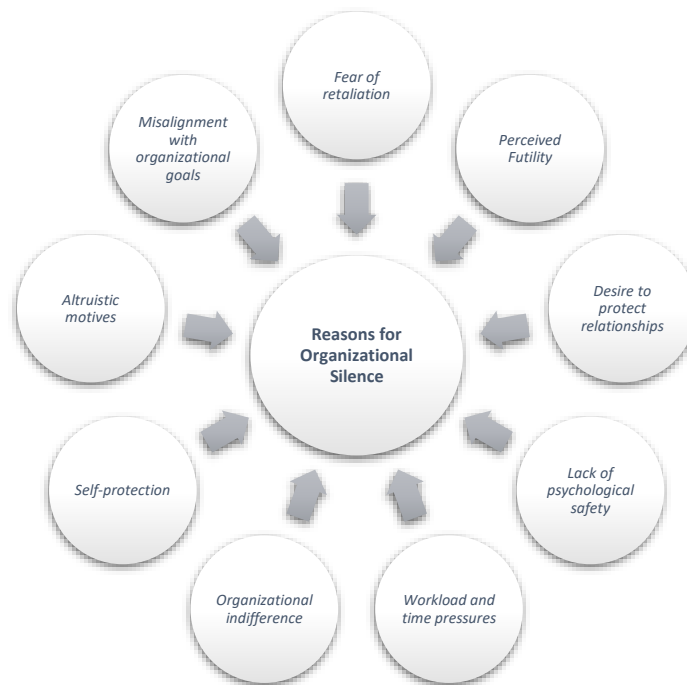 Fear of
retaliation
Perceived
Futility
Desire to
protect
relationships
Lack of
psychological
safety
Workload and
time pressures
Organizational
indifference
Self-protection
Altruistic
motives
Misalignment
with
organizational
goals
Reasons for
Organizational
Silence